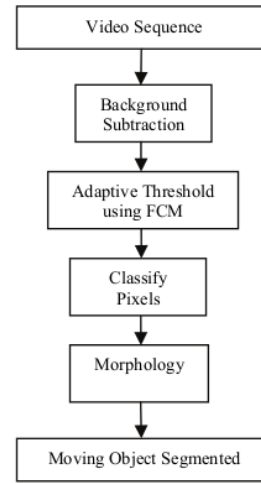 Video Sequence
Background
Subtraction
Adaptive Threshold
using FCM
Classify
Pixels
Morphology
Moving Object Segmented